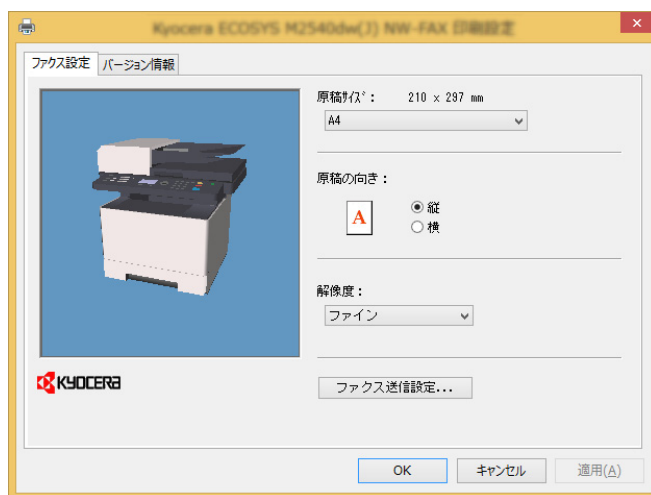 Kyocera ECOSYS M2540dw(J) NW-FAX 印刷設定
ファクス設定
バージョン情報
原稿ｻｲｽﾞ: 210 x 297 mm
A4
原稿の向き:
A
縦
横
解像度:
ファイン
KYOCERA
ファクス送信設定...
OK
キャンセル
適用(A)